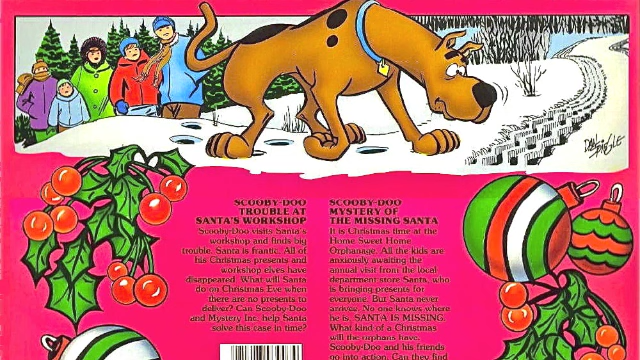 DAN SPIEGLE
SCOOBY-DOO
TROUBLE AT
SANTA'S WORKSHOP
Scooby-Doo visits Santa's
workshop and finds big
trouble. Santa is frantic. All of
his Christmas presents and
workshop elves have
disappeared. What will Santa
do on Christmas Eve when
there are no presents to
deliver? Can Scooby-Doo
and Mystery Inc. help Santa
solve this case in time?
SCOOBY-DOO
MYSTERY OF
THE MISSING SANTA
It is Christmas time at the
Home Sweet Home
Orphanage. All the kids are
anxiously awaiting the
annual visit from the local
department store Santa, who
is bringing presents for
everyone. But Santa never
arrives. No one knows where
he is. SANTA IS MISSING.
What kind of a Christmas
will the orphans have.
Scooby-Doo and his friends
go into action. Can they find